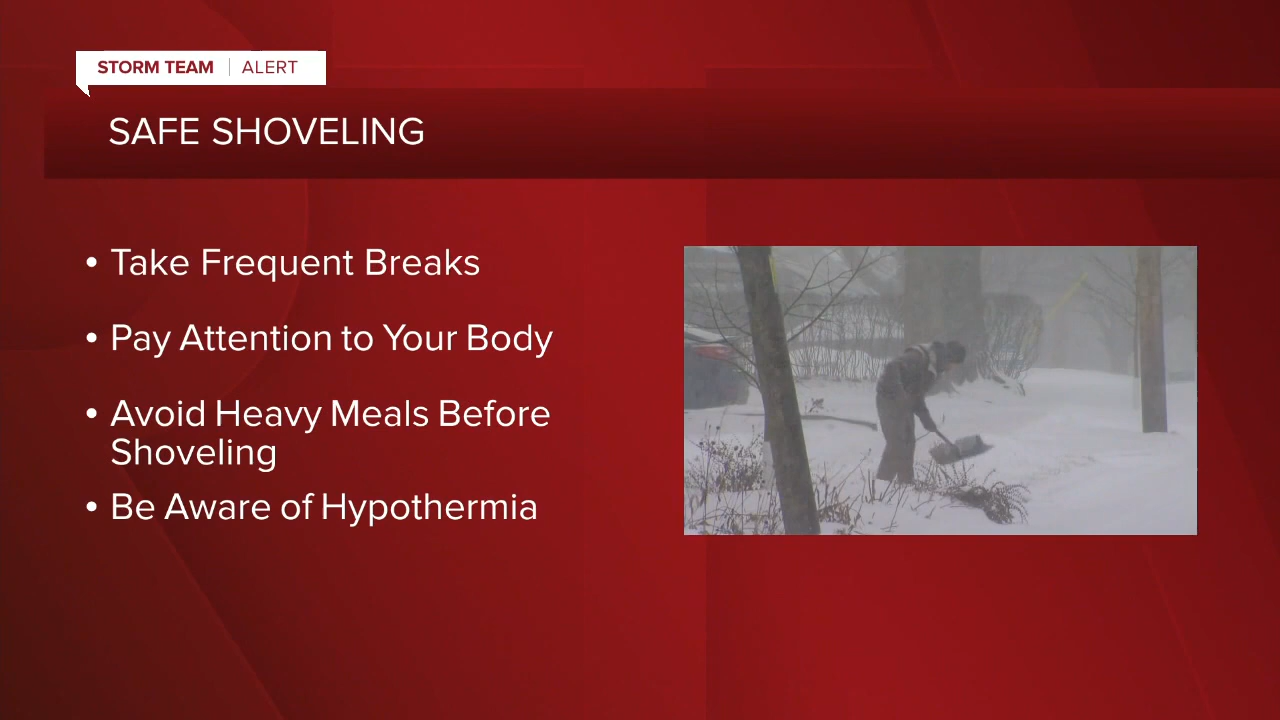 STORM TEAM | ALERT
SAFE SHOVELING
• Take Frequent Breaks
• Pay Attention to Your Body
• Avoid Heavy Meals Before
Shoveling
• Be Aware of Hypothermia